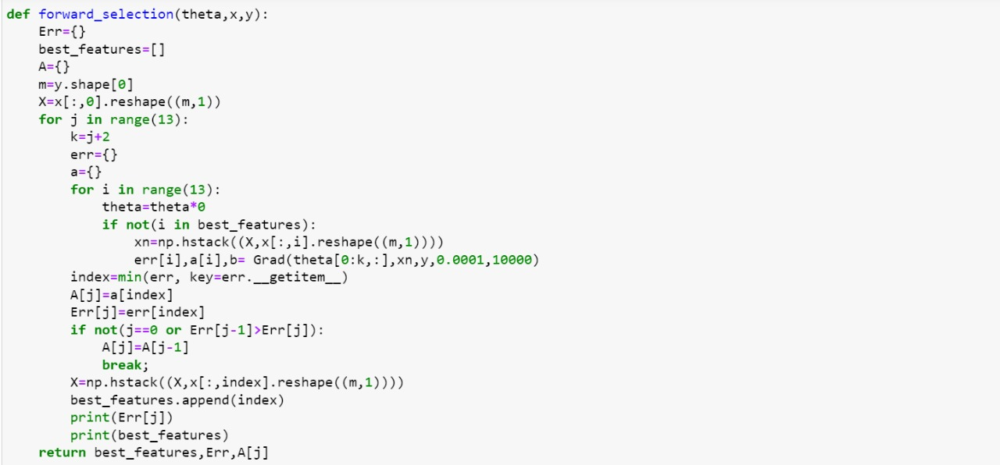 def forward_selection(theta,x,y):
    Err={}
    best_features=[]
    A={}
    m=y.shape[0]
    X=x[:,0].reshape((m,1))
    for j in range(13):
        k=j+2
        err={}
        a={}
        for i in range(13):
            theta=theta*0
            if not(i in best_features):
                xn=np.hstack((X,x[:,i].reshape((m,1))))
                err[i],a[i],b= Grad(theta[0:k,:],xn,y,0.0001,10000)
        index=min(err, key=err.__getitem__)
        A[j]=a[index]
        Err[j]=err[index]
        if not(j==0 or Err[j-1]>Err[j]):
            A[j]=A[j-1]
            break;
        X=np.hstack((X,x[:,index].reshape((m,1))))
        best_features.append(index)
        print(Err[j])
        print(best_features)
    return best_features,Err,A[j]